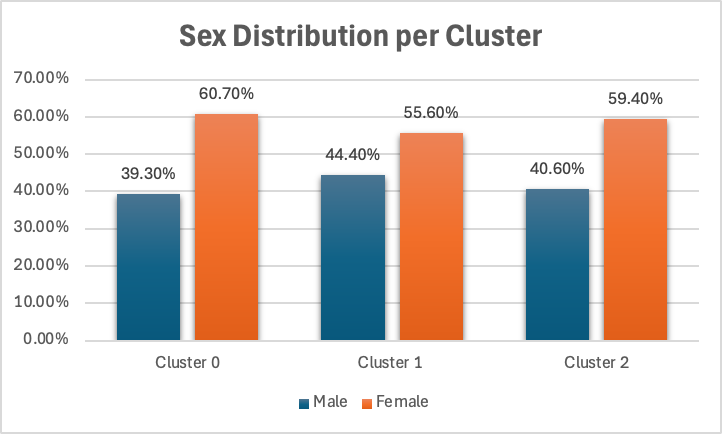 Sex Distribution per Cluster
70.00%
60.00%
50.00%
40.00%
30.00%
20.00%
10.00%
0.00%
39.30%
60.70%
44.40%
55.60%
40.60%
59.40%
Cluster 0
Cluster 1
Cluster 2
Male
Female